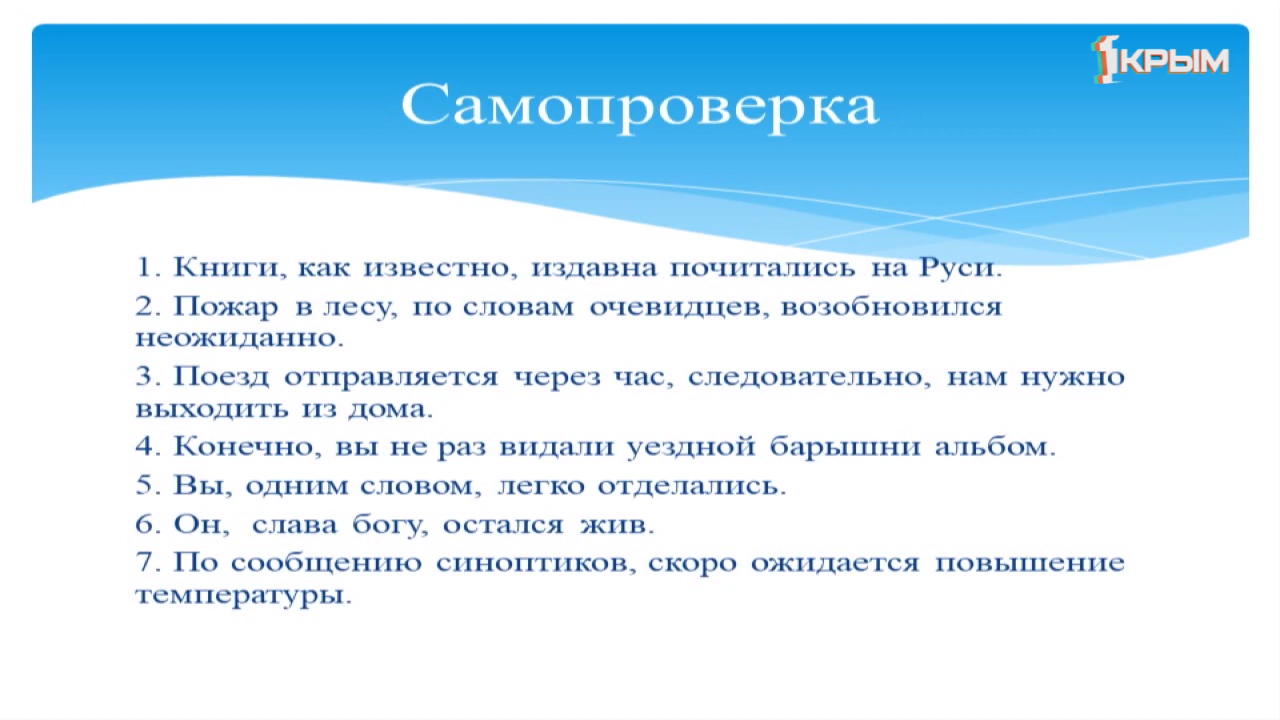 1КРЫМ
Самопроверка
1. Книги, как известно, издавна почитались на Руси.
2. Пожар в лесу, по словам очевидцев, возобновился
неожиданно.
3. Поезд отправляется через час, следовательно, нам нужно
выходить из дома.
4. Конечно, вы не раз видали уездной барышни альбом.
5. Вы, одним словом, легко отделались.
6. Он, слава богу, остался жив.
7. По сообщению синоптиков, скоро ожидается повышение
температуры.